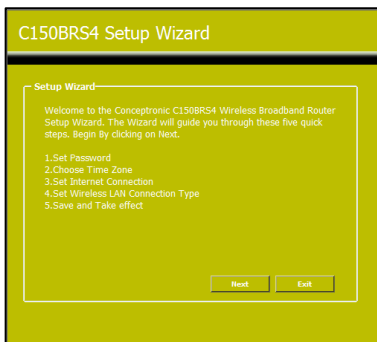 C150BRS4 Setup Wizard
Setup Wizard
Welcome to the Conceptronic C150BRS4 Wireless Broadband Router
Setup Wizard. The Wizard will guide you through these five quick
steps. Begin By clicking on Next.
1.Set Password
2.Choose Time Zone
3.Set Internet Connection
4.Set Wireless LAN Connection Type
5.Save and Take effect
Next Exit